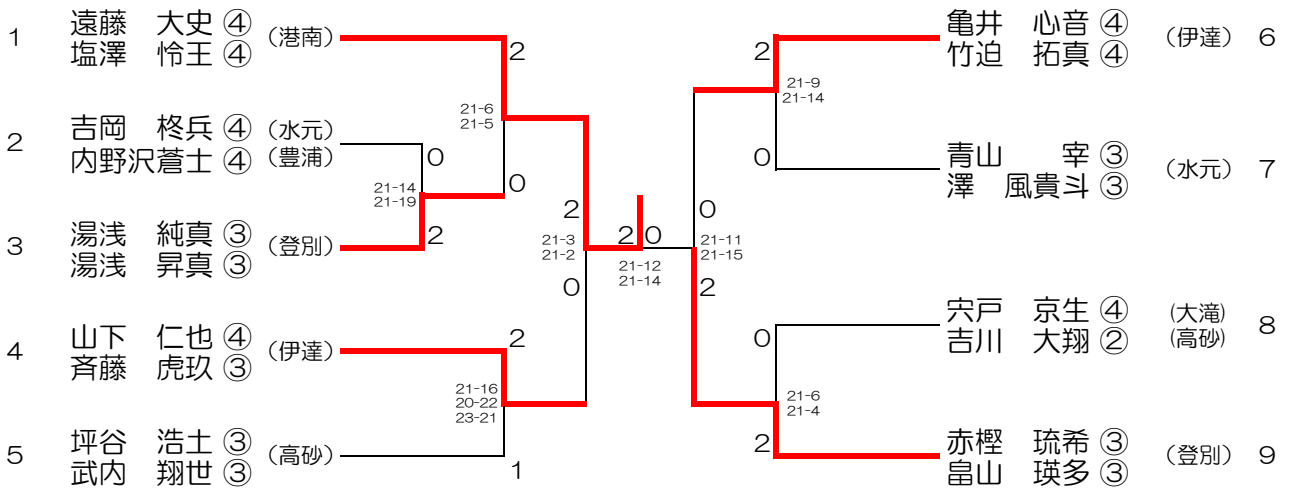 1 遠藤　大史 ④ (港南)
塩澤　怜王 ④
2
21-6
21-5
2 吉岡　柊兵 ④ (水元)
内野沢蒼士 ④ (豊浦)
0
21-14
21-19
0
3 湯浅　純真 ③ (登別)
湯浅　昇真 ③
2
2
21-3
21-2
0
4 山下　仁也 ④ (伊達)
斉藤　虎玖 ③
2
21-16
20-22
23-21
5 坪谷　浩土 ③ (高砂)
武内　翔世 ③
1
2 0
21-12
21-14
亀井　心音 ④ (伊達) 6
竹迫　拓真 ④
2
21-9
21-14
0
青山　　宰 ③ (水元) 7
澤　風貴斗 ③
0
21-11
21-15
2
宍戸　京生 ④ (大滝) 8
吉川　大翔 ② (高砂)
0
21-6
21-4
2
赤樫　琉希 ③ (登別) 9
畠山　瑛多 ③